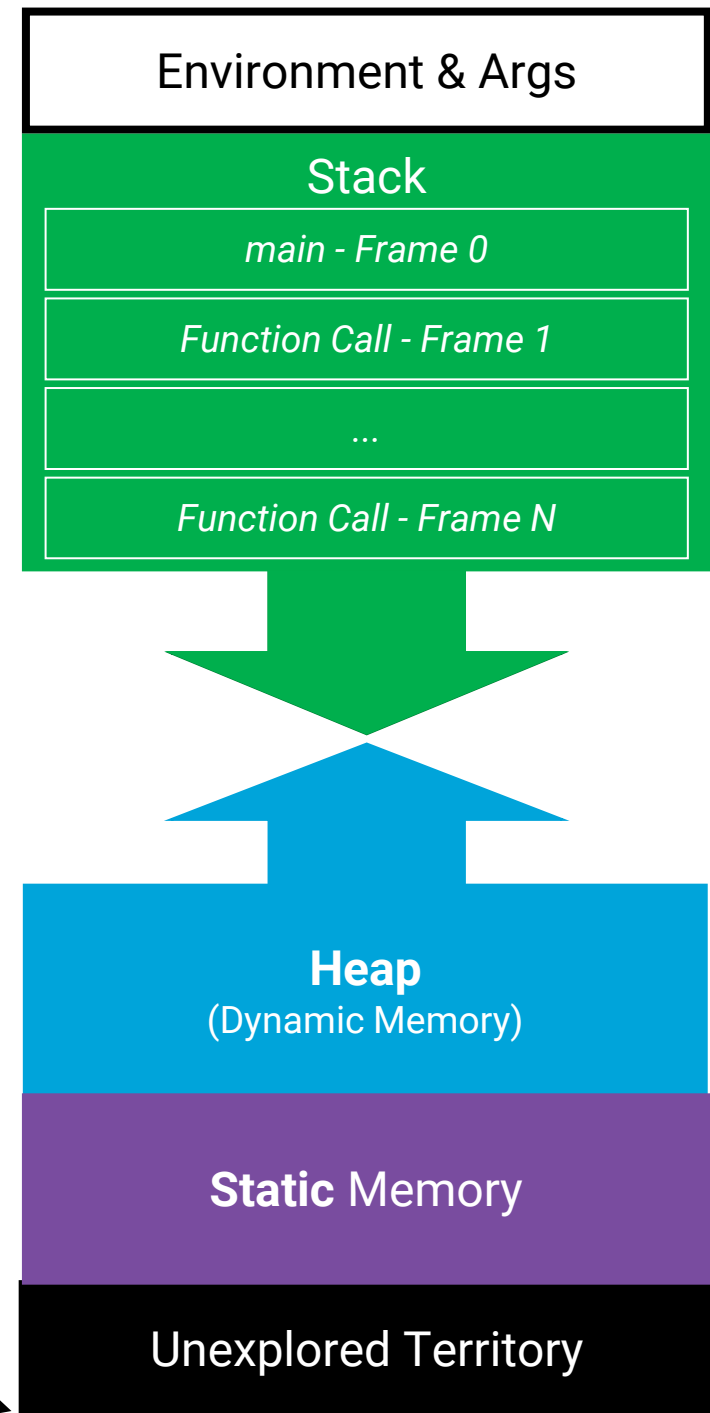 Environment & Args
Stack
main - Frame 0
Function Call - Frame 1
...
Function Call - Frame N
Heap
(Dynamic Memory)
Static Memory
Unexplored Territory